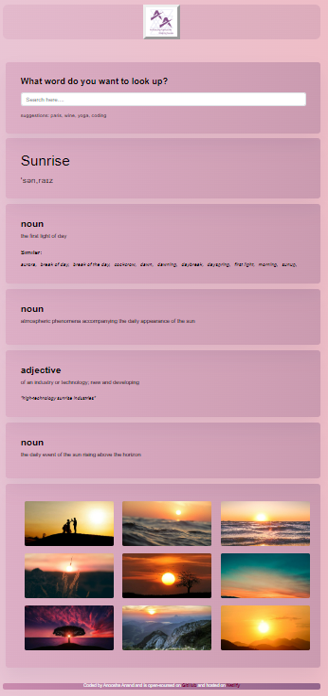 What word do you want to look up?
Search here....
suggestions: paris, wine, yoga, coding
Sunrise
'sən,raɪz
noun
the first light of day
Similar:
aurora, break of day, break of the day, cockcrow, dawn, dawning, daybreak, dayspring, first light, morning, sunup,
noun
atmospheric phenomena accompanying the daily appearance of the sun
adjective
of an industry or technology; new and developing
"high-technology sunrise industries"
noun
the daily event of the sun rising above the horizon
Coded by Annette Arend and is open-sourced on GitHub and hosted on Netlify